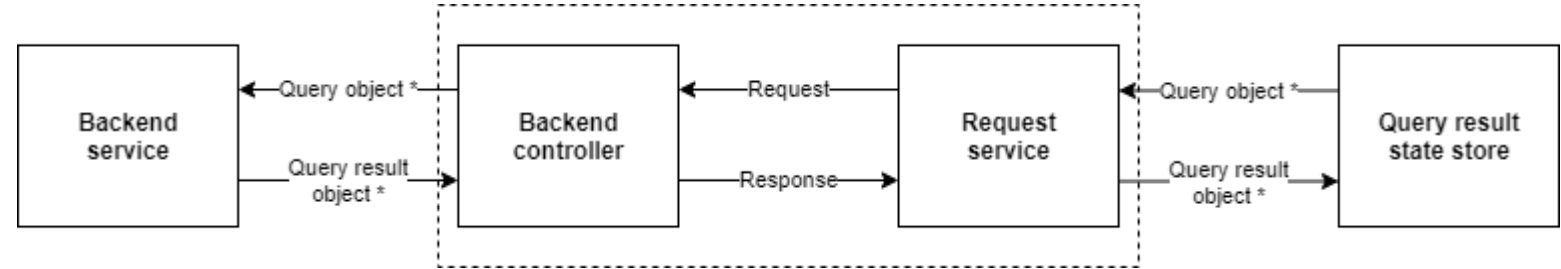 Query object *
Request
Query object *
Backend
service
Backend
controller
Request
service
Query result
state store
Query result
object *
Response
Query result
object *